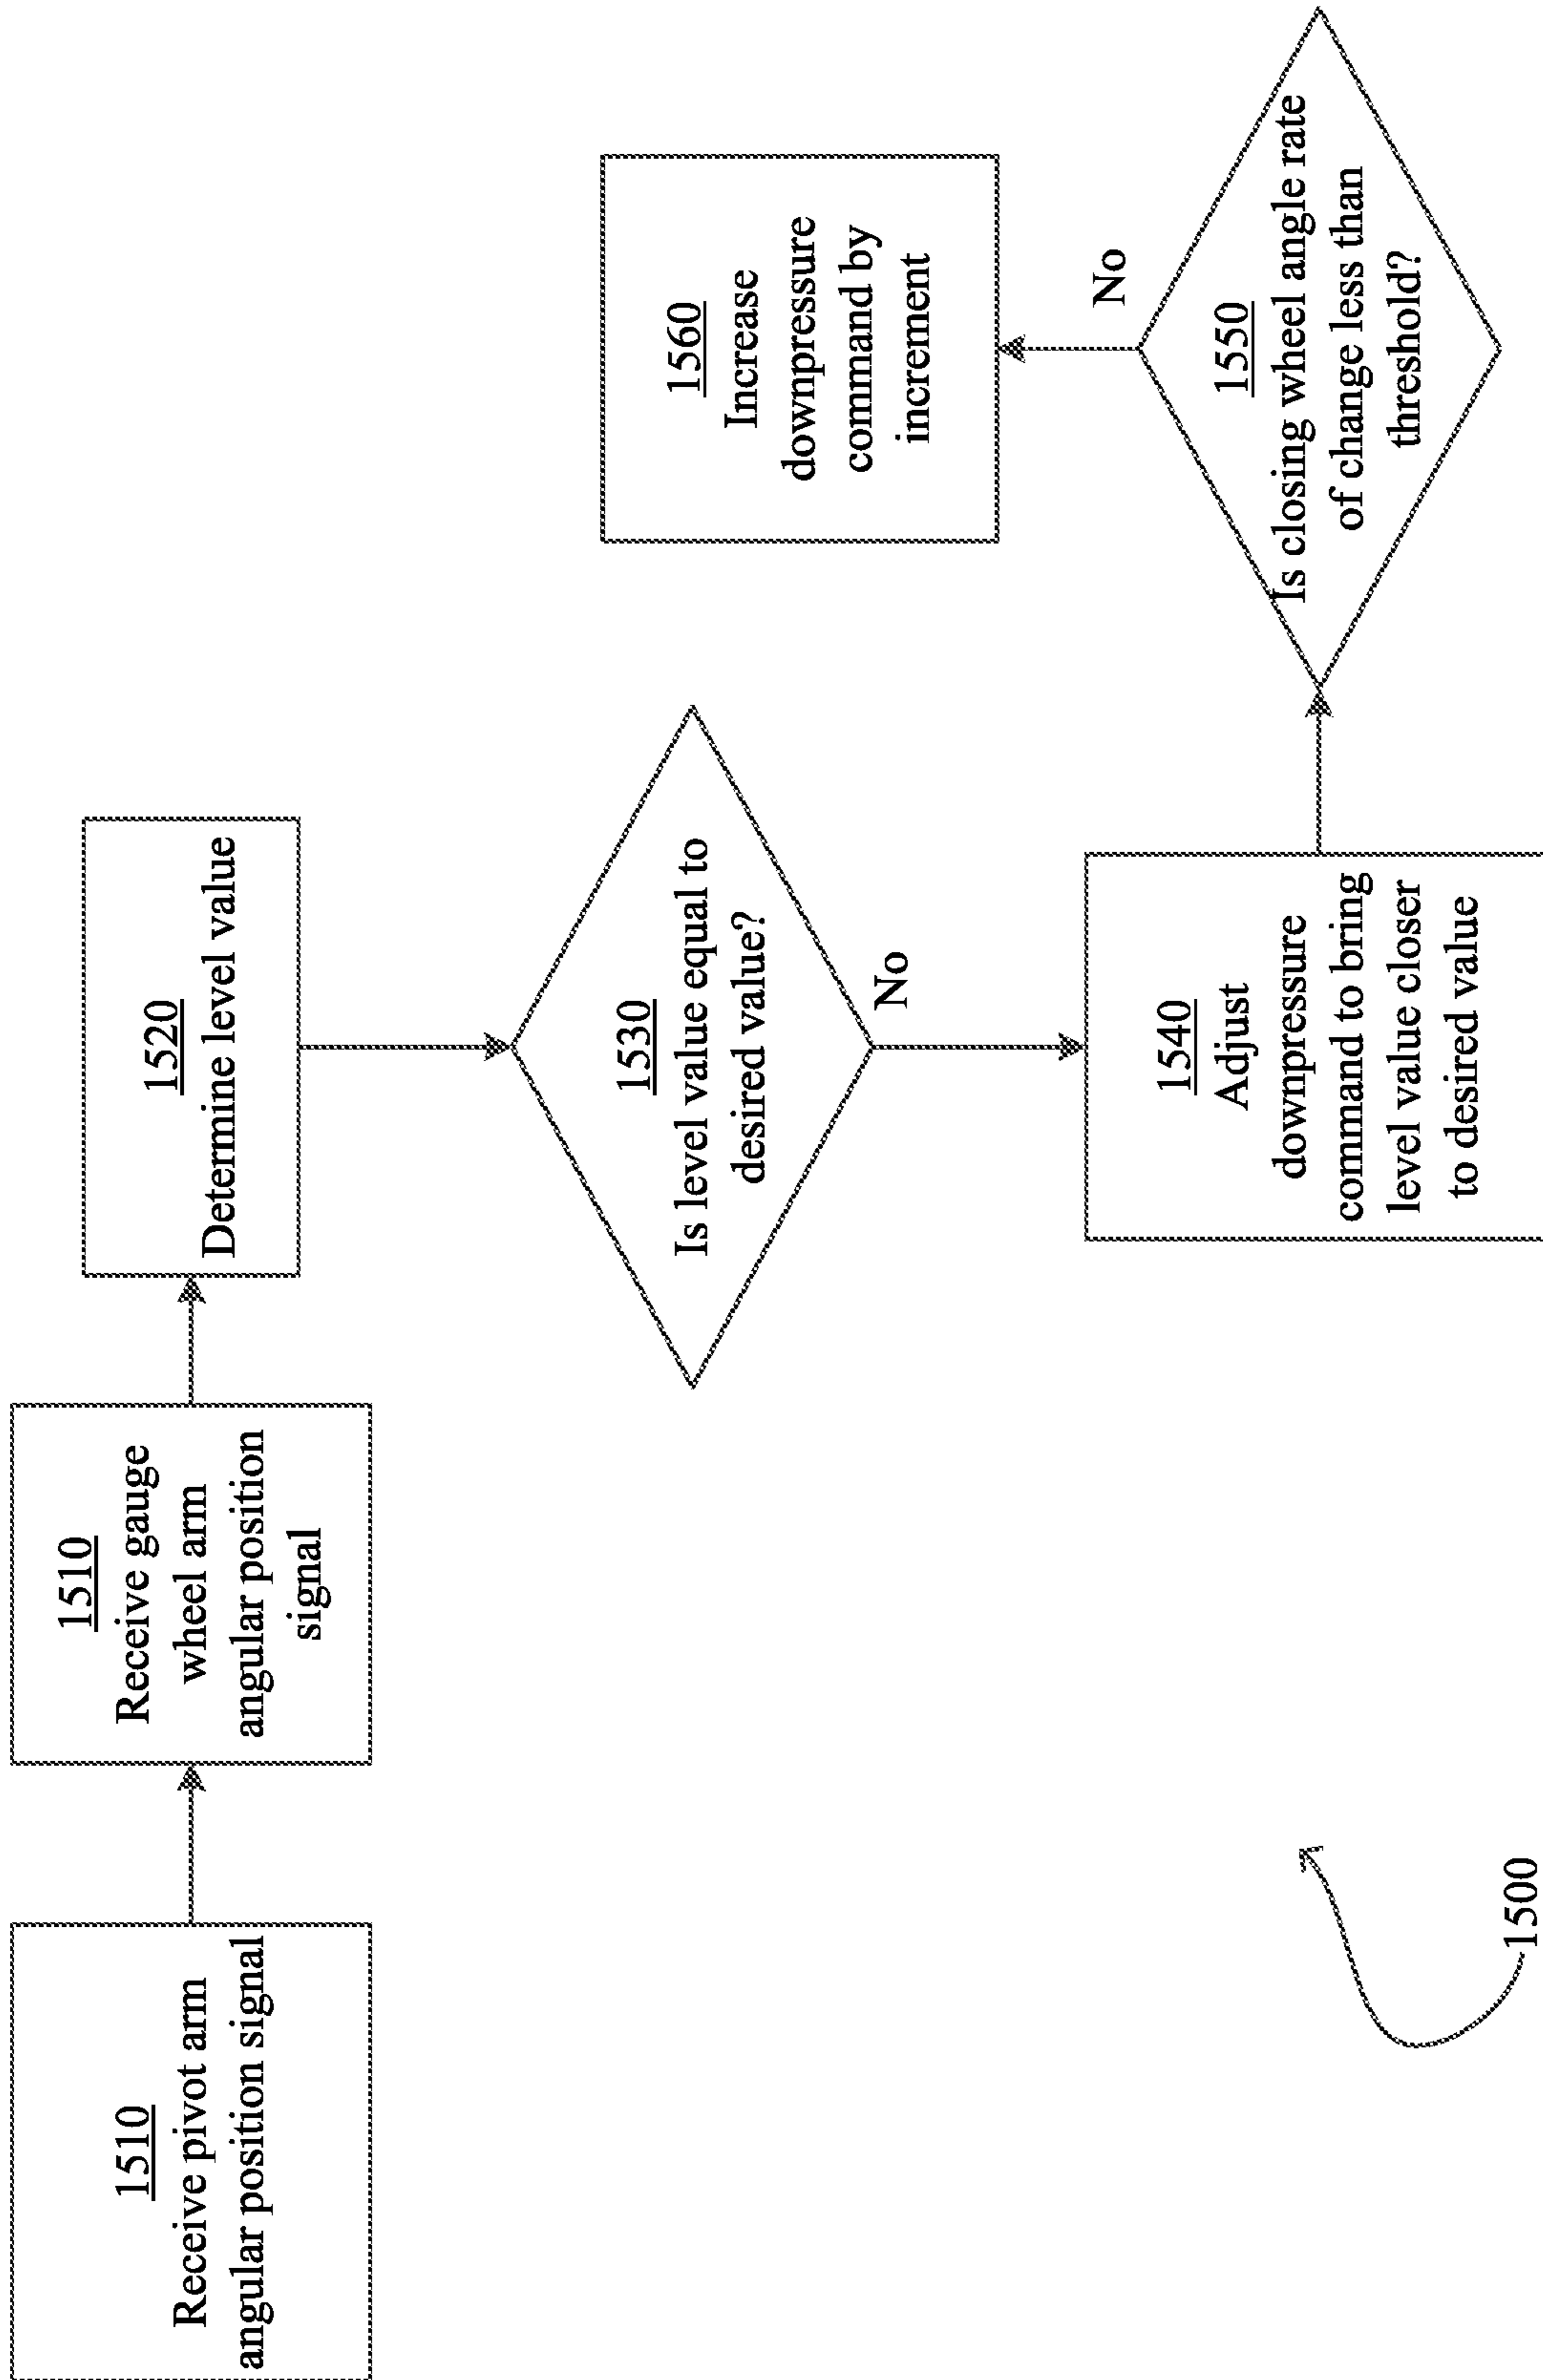 1510
Receive pivot arm
angular position signal
1510
Receive gauge
wheel arm
angular position
signal
1520
Determine level value
1530
Is level value equal to
desired value?
No
1540
Adjust
downpressure
command to bring
level value closer
to desired value
1550
Is closing wheel angle rate
of change less than
threshold?
No
1560
Increase
downpressure
command by
increment
1500